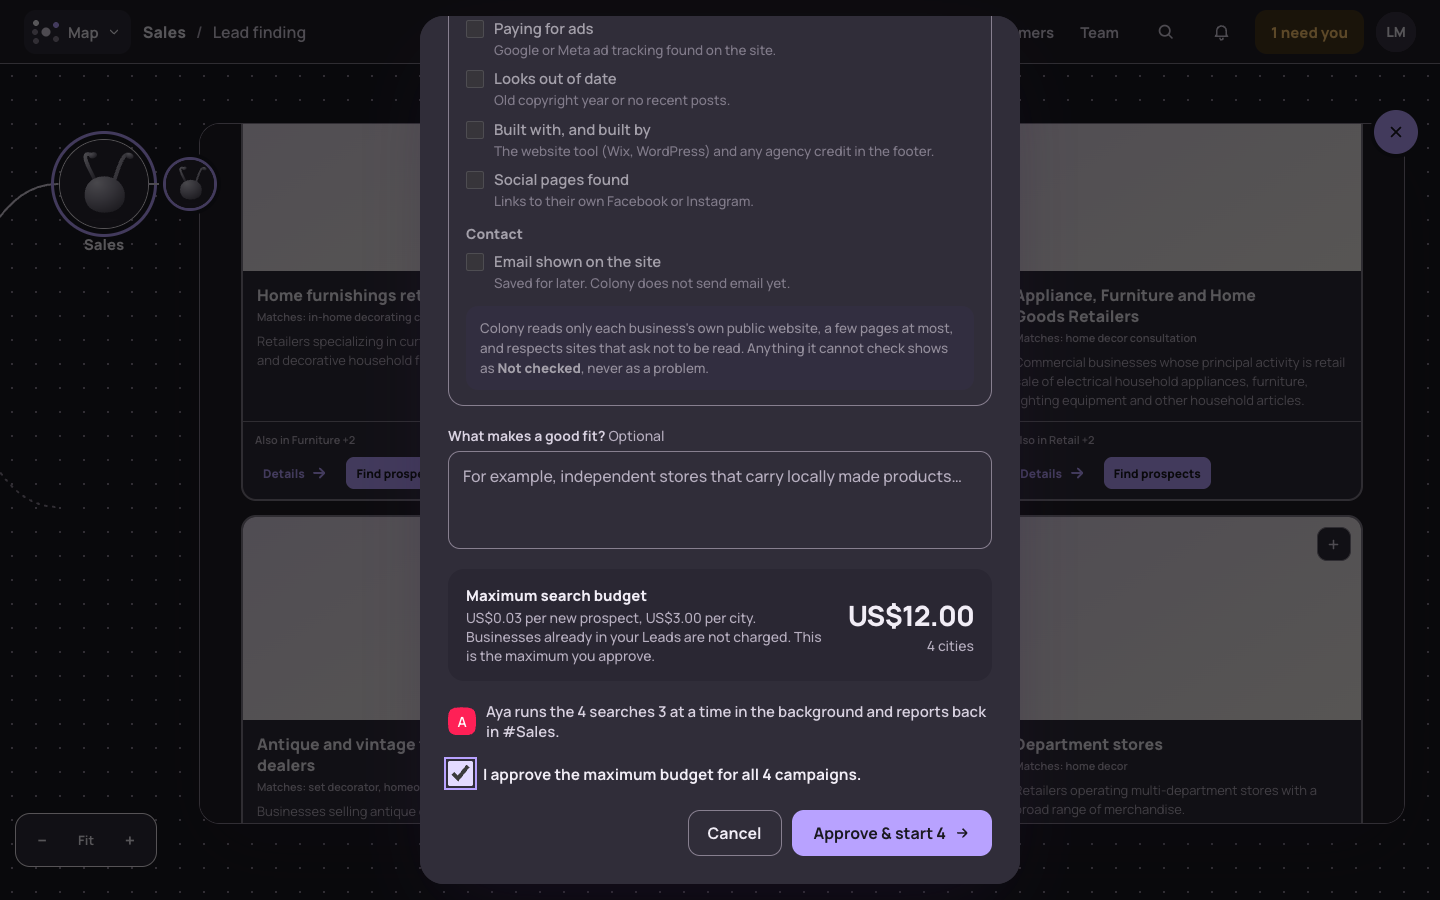 Map
Sales / Lead finding
Team
1 need you
LM
Sales
Paying for ads
Google or Meta ad tracking found on the site.
Looks out of date
Old copyright year or no recent posts.
Built with, and built by
The website tool (Wix, WordPress) and any agency credit in the footer.
Social pages found
Links to their own Facebook or Instagram.
Contact
Email shown on the site
Saved for later. Colony does not send email yet.
Colony reads only each business's own public website, a few pages at most,
and respects sites that ask not to be read. Anything it cannot check shows
as Not checked, never as a problem.
What makes a good fit? Optional
For example, independent stores that carry locally made products...
Maximum search budget
US$0.03 per new prospect, US$3.00 per city.
Businesses already in your Leads are not charged. This
is the maximum you approve.
US$12.00
4 cities
A
Aya runs the 4 searches 3 at a time in the background and reports back
in #Sales.
I approve the maximum budget for all 4 campaigns.
Cancel
Approve & start 4
Home furnishings
Matches: in-home decorating
Retailers specializing in
and decorative household
Also in Furniture +2
Details
Find
Antique and vintage
dealers
Matches: set decorator,
Businesses selling antique
Appliance, Furniture and Home
Goods Retailers
Matches: home decor consultation
Commercial businesses whose principal activity is retail
sale of electrical household appliances, furniture,
lighting equipment and other household articles.
Also in Retail +2
Details
Find prospects
Department stores
Matches: home decor
Retailers operating multi-department stores with a
broad range of merchandise.
Fit